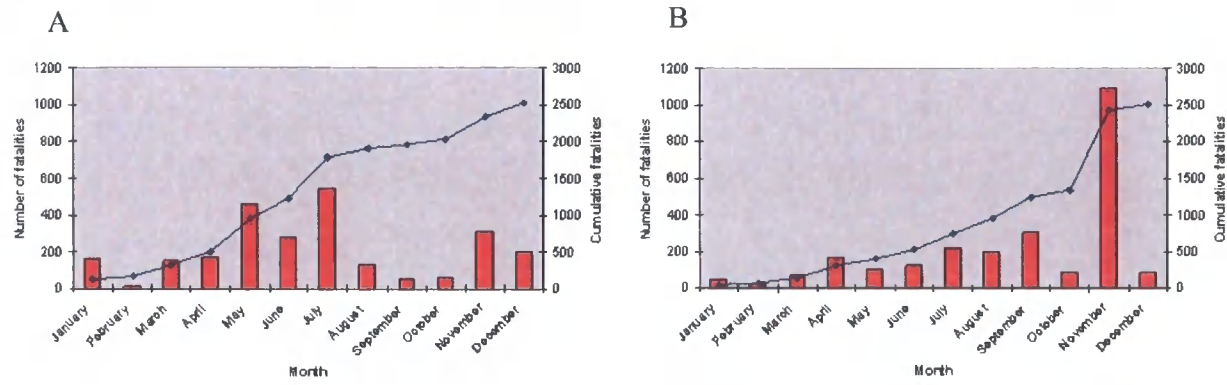 A
1200
1000
800
600
400
200
0
Number of fatalities
3000
2500
2000
1500
1000
500
0
Cumulative fatalities
January
February
March
April
May
June
July
August
September
October
November
December
Month
B
1200
1000
800
600
400
200
0
Number of fatalities
3000
2500
2000
1500
1000
500
0
Cumulative fatalities
January
February
March
April
May
June
July
August
September
October
November
December
Month